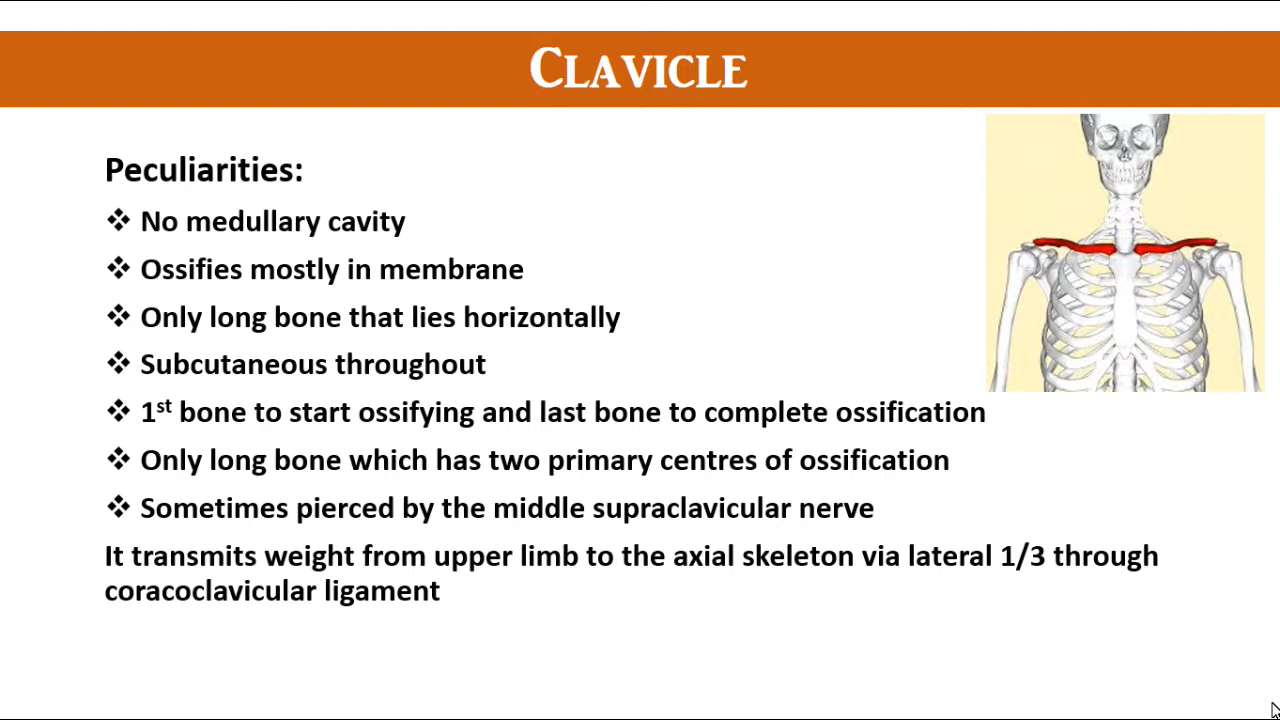 CLAVICLE
Peculiarities:
❖ No medullary cavity
❖ Ossifies mostly in membrane
❖ Only long bone that lies horizontally
❖ Subcutaneous throughout
❖ 1st bone to start ossifying and last bone to complete ossification
❖ Only long bone which has two primary centres of ossification
❖ Sometimes pierced by the middle supraclavicular nerve
It transmits weight from upper limb to the axial skeleton via lateral 1/3 through
coracoclavicular ligament